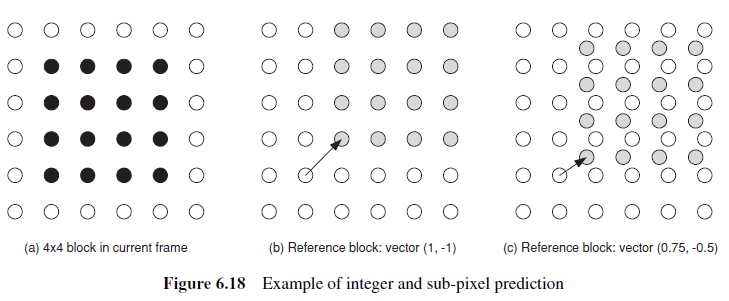 (a) 4x4 block in current frame
(b) Reference block: vector (1, -1)
(c) Reference block: vector (0.75, -0.5)
Figure 6.18 Example of integer and sub-pixel prediction